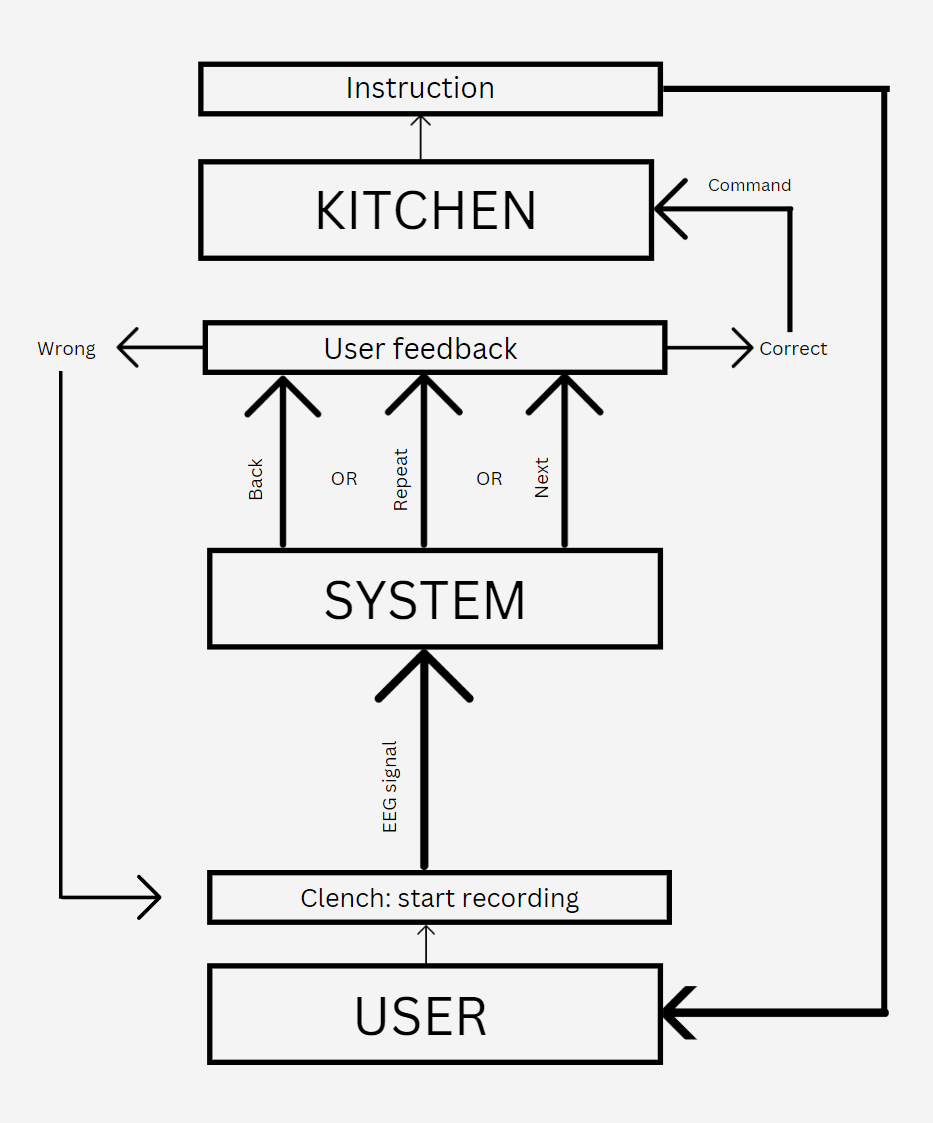 Instruction
KITCHEN
Command
Wrong
User feedback
Correct
Back
OR
Repeat
OR
Next
SYSTEM
EEG signal
Clench: start recording
USER